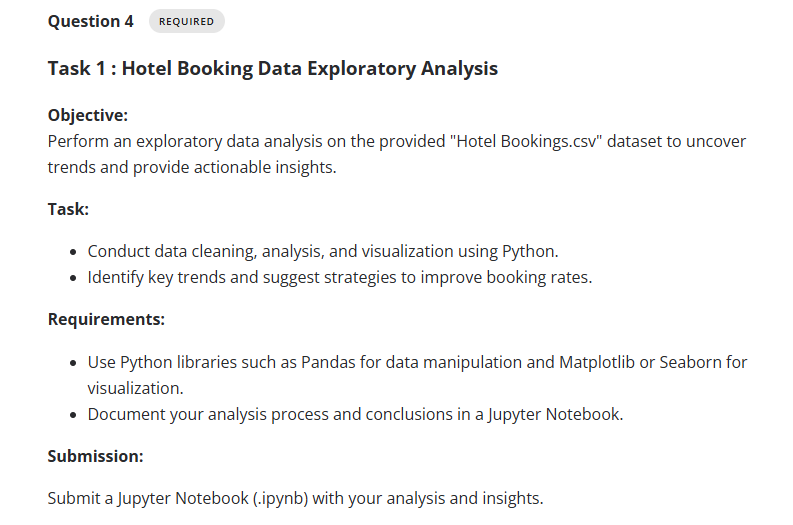 Question 4 REQUIRED
Task 1 : Hotel Booking Data Exploratory Analysis
Objective:
Perform an exploratory data analysis on the provided "Hotel Bookings.csv" dataset to uncover
trends and provide actionable insights.
Task:
• Conduct data cleaning, analysis, and visualization using Python.
• Identify key trends and suggest strategies to improve booking rates.
Requirements:
• Use Python libraries such as Pandas for data manipulation and Matplotlib or Seaborn for
visualization.
• Document your analysis process and conclusions in a Jupyter Notebook.
Submission:
Submit a Jupyter Notebook (.ipynb) with your analysis and insights.